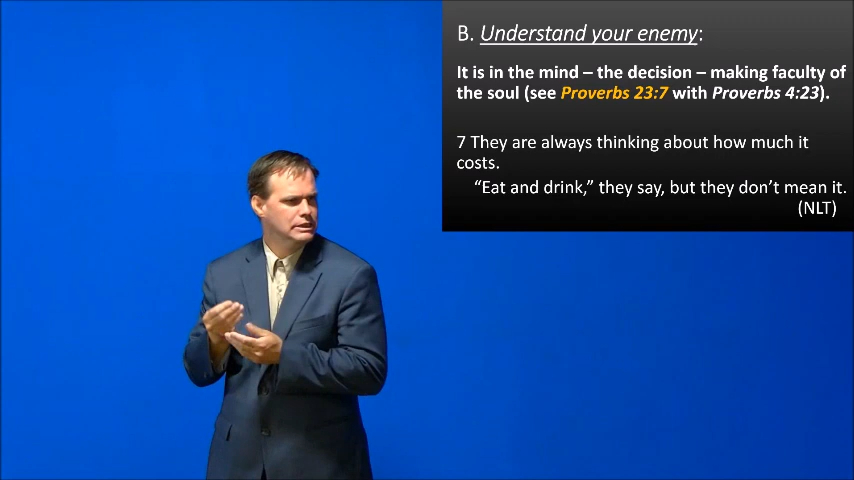 B. Understand your enemy:
It is in the mind – the decision – making faculty of
the soul (see Proverbs 23:7 with Proverbs 4:23).
7 They are always thinking about how much it
costs.
“Eat and drink,” they say, but they don’t mean it.
(NLT)